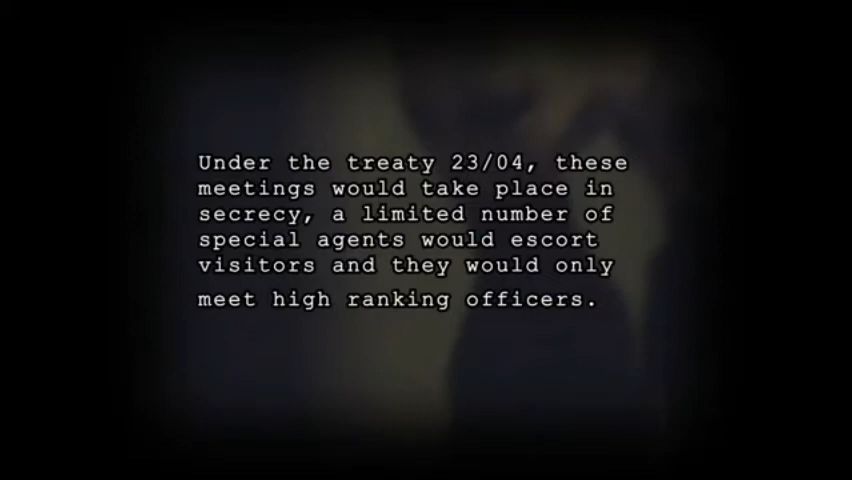 Under the treaty 23/04, these
meetings would take place in
secrecy, a limited number of
special agents would escort
visitors and they would only
meet high ranking officers.